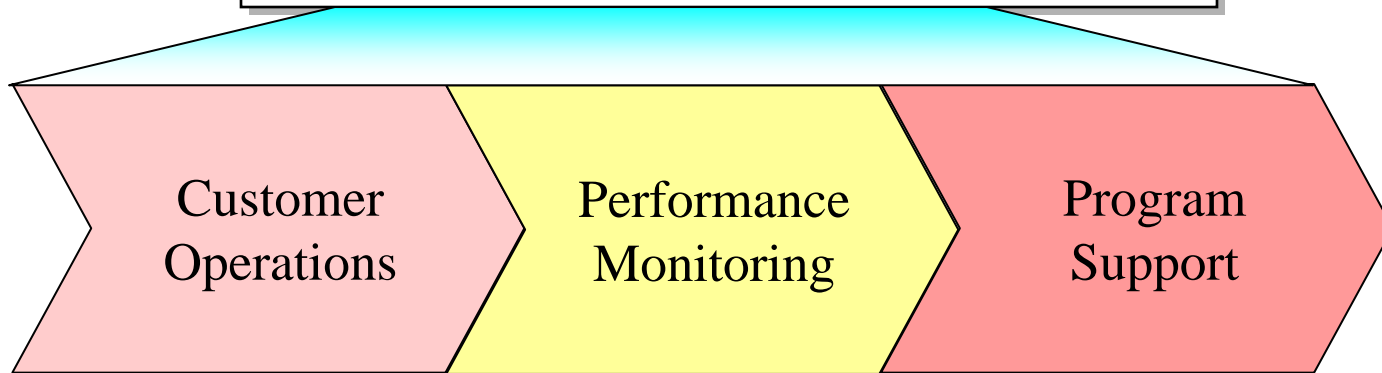 Customer
Operations
Performance
Monitoring
Program
Support